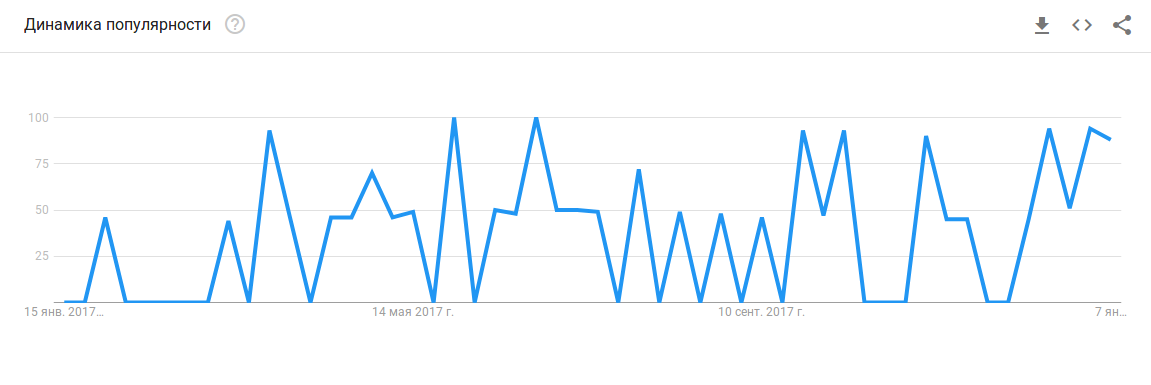 Динамика популярности
100
75
50
25
15 янв. 2017… 14 мая 2017 г. 10 сент. 2017 г. 7 ян…